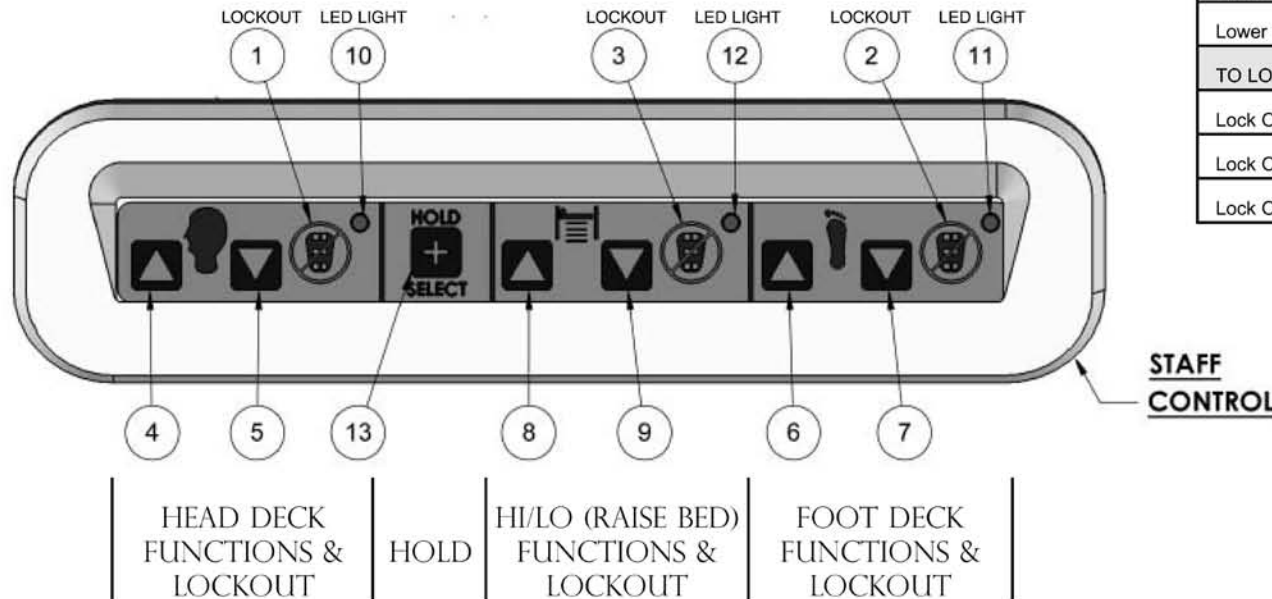 LOCKOUT LED LIGHT LOCKOUT LED LIGHT LOCKOUT LED LIGHT
1 10 3 12 2 11
Lower
TO LO
Lock O
Lock O
Lock O
HOLD
SELECT
STAFF
CONTROL
4 5 13 8 9 6 7
HEAD DECK
FUNCTIONS &
LOCKOUT
HOLD
HI/LO (RAISE BED)
FUNCTIONS &
LOCKOUT
FOOT DECK
FUNCTIONS &
LOCKOUT